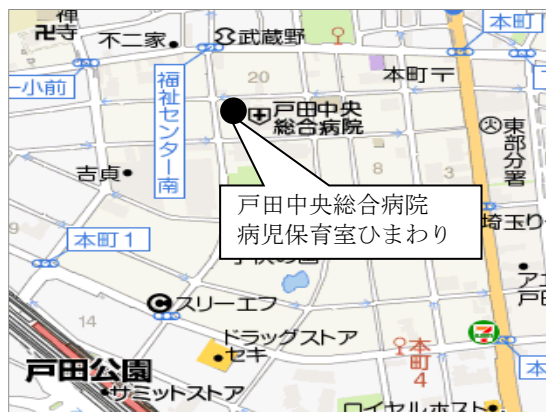 禅寺
不二家
武蔵野
本町
一小前
福祉センター南
20
本町〒
戸田中央
総合病院
東部
分署
吉貞
8
3
戸田中央総合病院
病児保育室ひまわり
埼玉り
本町1
スリーエフ
14
ドラッグストア
セキ
本町
4
戸田公園
サミットストア
ロイヤルホスト